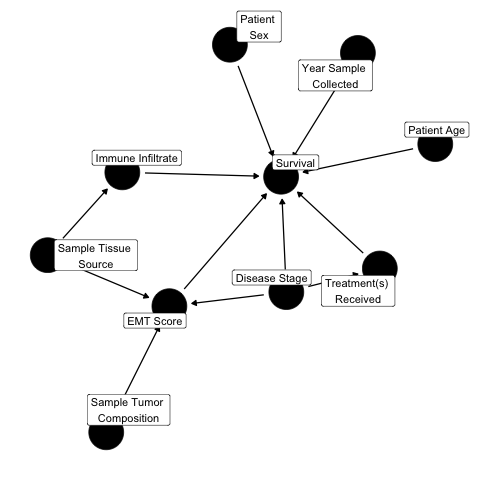 Patient
Sex
Year Sample
Collected
Patient Age
Immune Infiltrate
Survival
Sample Tissue
Source
Disease Stage
Treatment(s)
Received
EMT Score
Sample Tumor
Composition